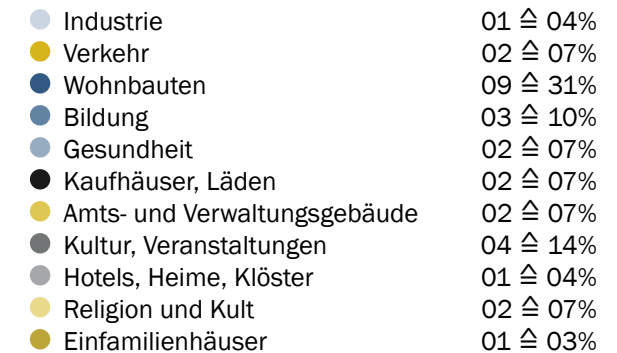 Industrie 01 ≙ 04%
Verkehr 02 ≙ 07%
Wohnbauten 09 ≙ 31%
Bildung 03 ≙ 10%
Gesundheit 02 ≙ 07%
Kaufhäuser, Läden 02 ≙ 07%
Amts- und Verwaltungsgebäude 02 ≙ 07%
Kultur, Veranstaltungen 04 ≙ 14%
Hotels, Heime, Klöster 01 ≙ 04%
Religion und Kult 02 ≙ 07%
Einfamilienhäuser 01 ≙ 03%